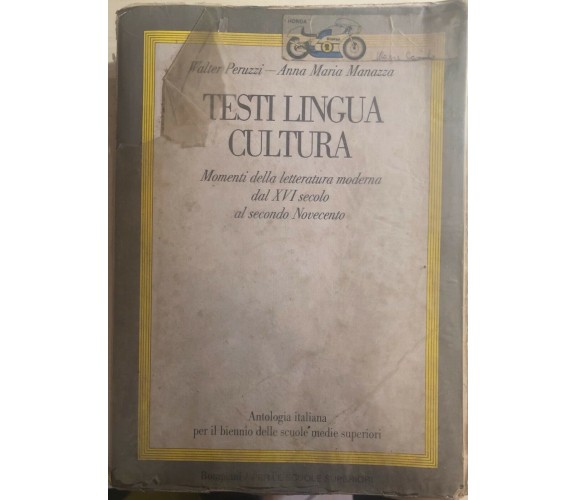 Walter Peruzzi — Anna Maria Manazza
TESTI LINGUA
CULTURA
Momenti della letteratura moderna
dal XVI secolo
al secondo Novecento
Antologia italiana
per il biennio delle scuole medie superiori